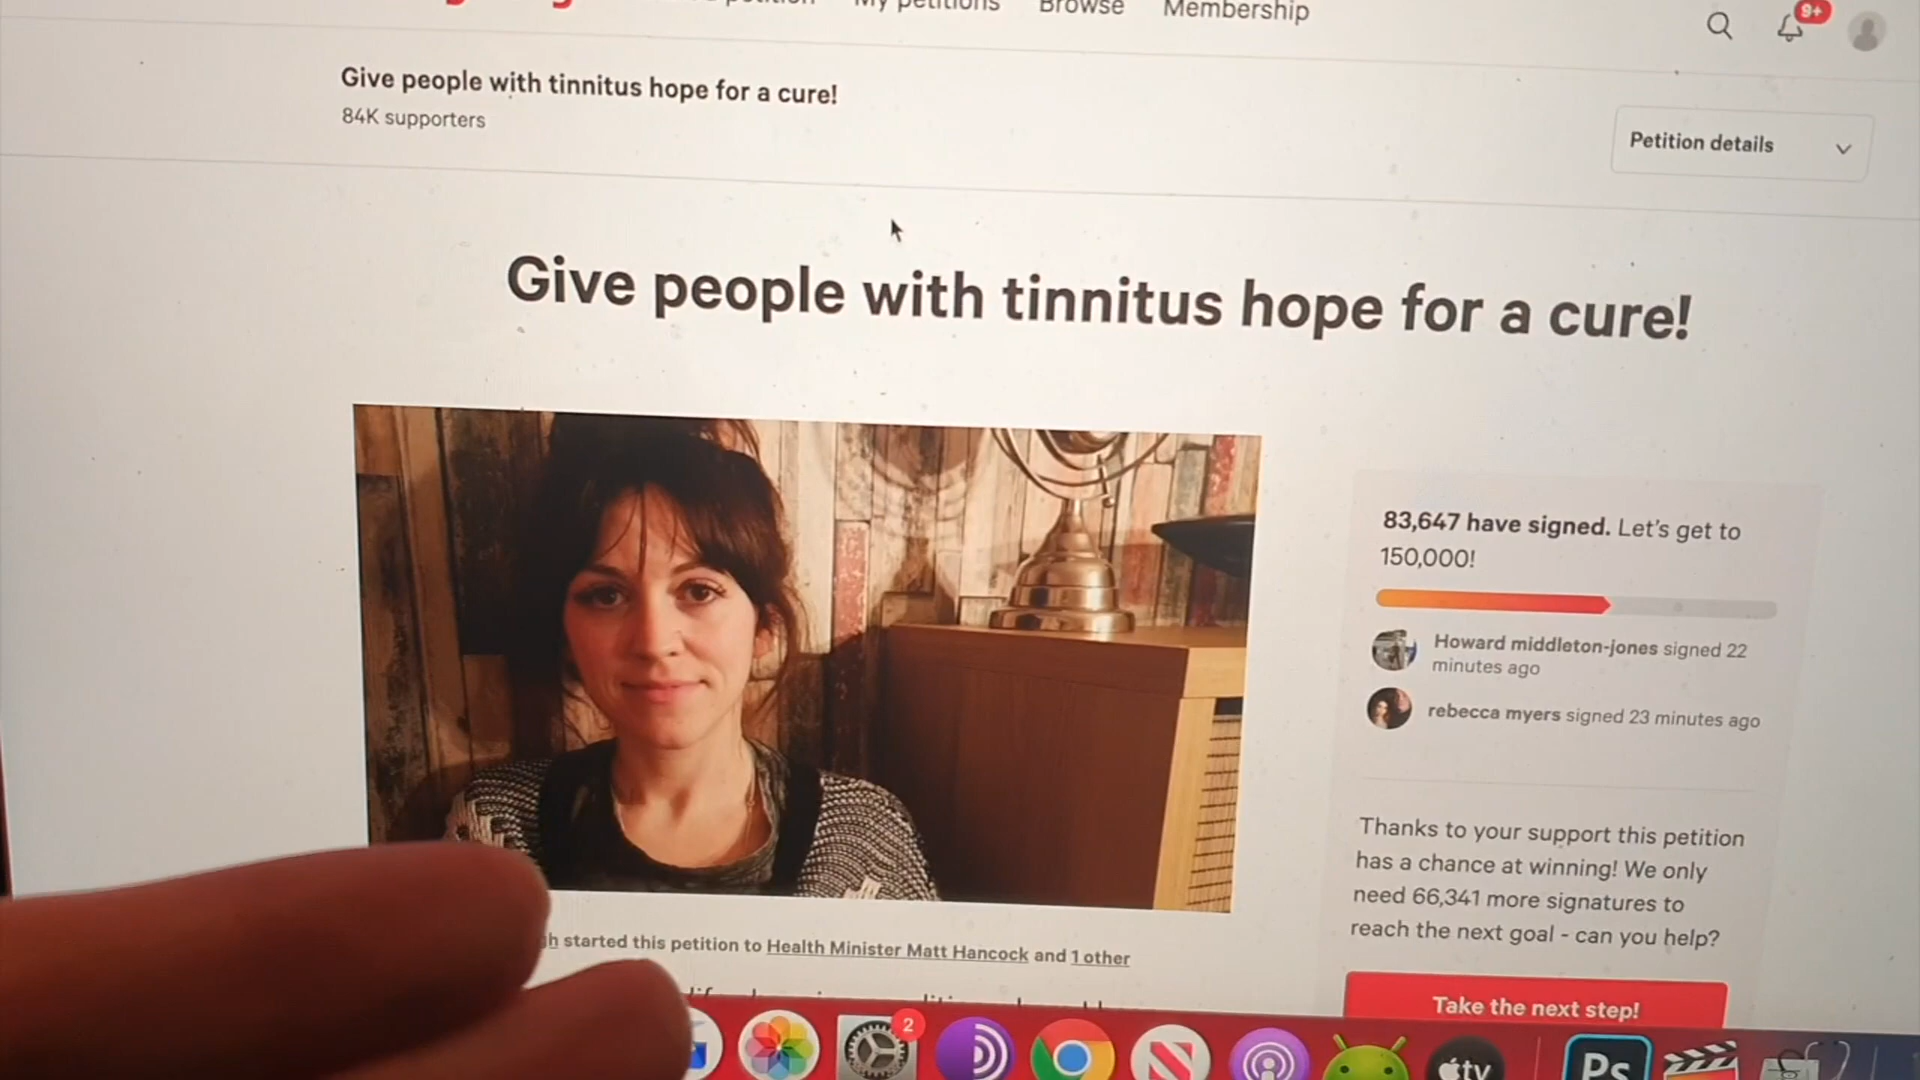 My petitions Browse Membership
9+
Give people with tinnitus hope for a cure!
84K supporters
Petition details
Give people with tinnitus hope for a cure!
83,647 have signed. Let's get to
150,000!
Howard middleton-jones signed 22
minutes ago
rebecca myers signed 23 minutes ago
Thanks to your support this petition
has a chance at winning! We only
need 66,341 more signatures to
reach the next goal - can you help?
started this petition to Health Minister Matt Hancock and 1 other
Take the next step!
2
tv
Ps